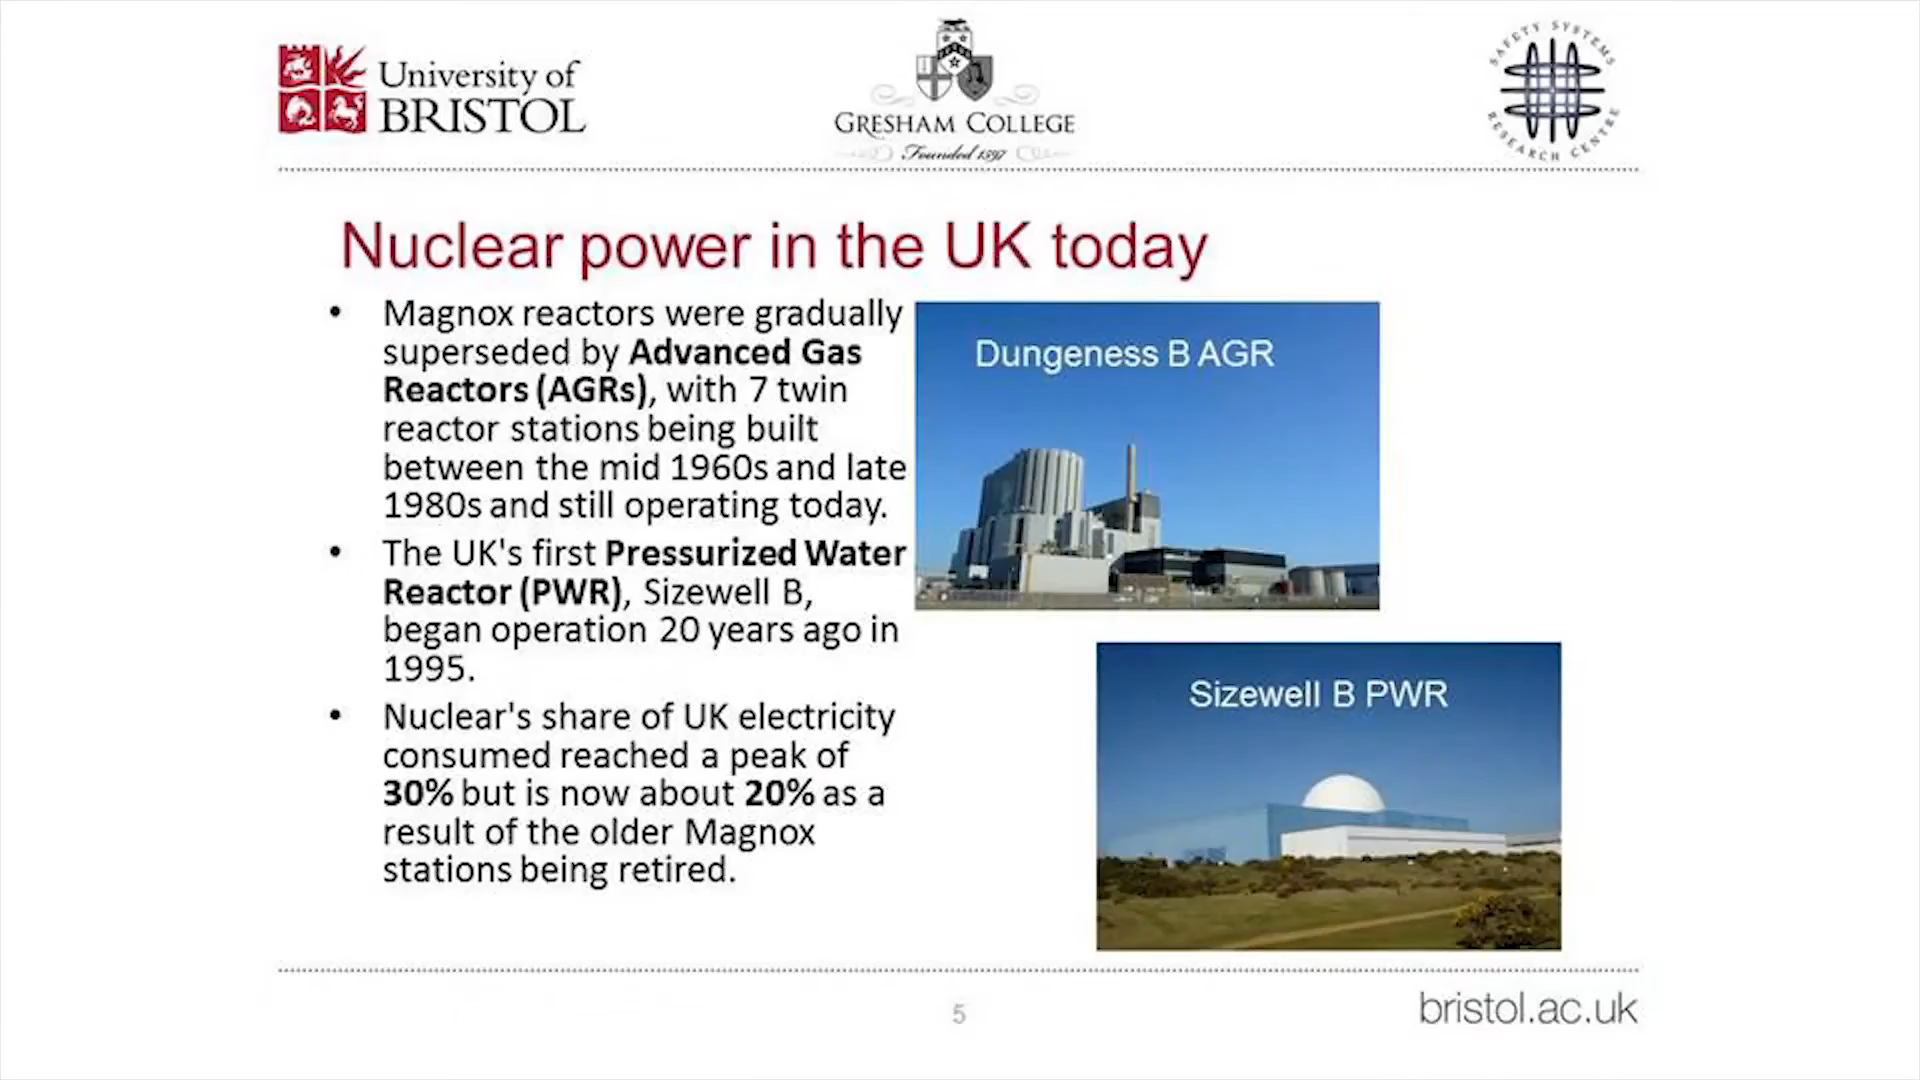 University of
BRISTOL
GRESHAM COLLEGE
Founded 1597
SAFETY SYSTEMS
RESEARCH CENTRE
Nuclear power in the UK today
• Magnox reactors were gradually
superseded by Advanced Gas
Reactors (AGRs), with 7 twin
reactor stations being built
between the mid 1960s and late
1980s and still operating today.
• The UK's first Pressurized Water
Reactor (PWR), Sizewell B,
began operation 20 years ago in
1995.
• Nuclear's share of UK electricity
consumed reached a peak of
30% but is now about 20% as a
result of the older Magnox
stations being retired.
Dungeness B AGR
Sizewell B PWR
5
bristol.ac.uk